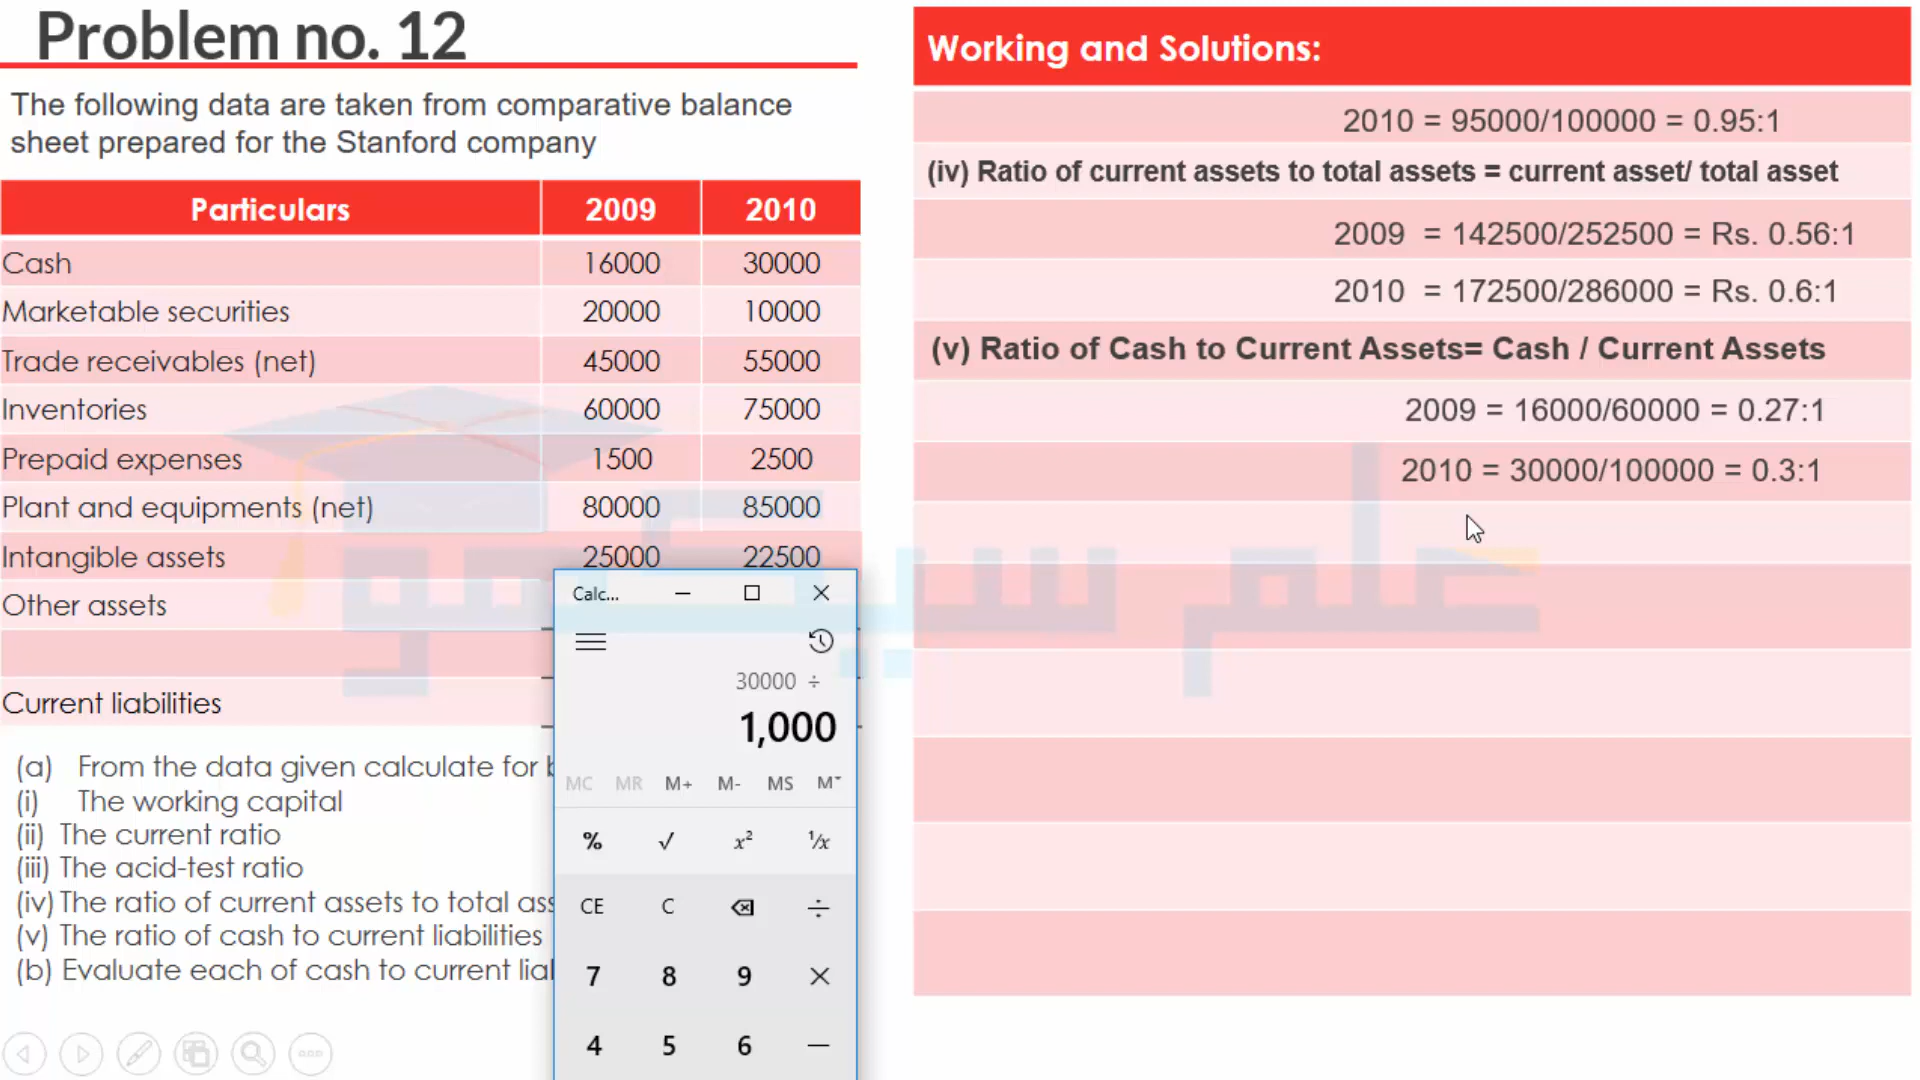 Problem no. 12
The following data are taken from comparative balance
sheet prepared for the Stanford company
Particulars 2009 2010
Cash 16000 30000
Marketable securities 20000 10000
Trade receivables (net) 45000 55000
Inventories 60000 75000
Prepaid expenses 1500 2500
Plant and equipments (net) 80000 85000
Intangible assets 25000 22500
Other assets
Current liabilities
(a) From the data given calculate for
(i) The working capital
(ii) The current ratio
(iii) The acid-test ratio
(iv) The ratio of current assets to total ass
(v) The ratio of cash to current liabilities
(b) Evaluate each of cash to current lia
Calc...
30000 ÷
1,000
MC MR M+ M- MS M˅
% √ x² ¹/x
CE C ÷
7 8 9 ×
4 5 6 −
Working and Solutions:
2010 = 95000/100000 = 0.95:1
(iv) Ratio of current assets to total assets = current asset/ total asset
2009 = 142500/252500 = Rs. 0.56:1
2010 = 172500/286000 = Rs. 0.6:1
(v) Ratio of Cash to Current Assets= Cash / Current Assets
2009 = 16000/60000 = 0.27:1
2010 = 30000/100000 = 0.3:1